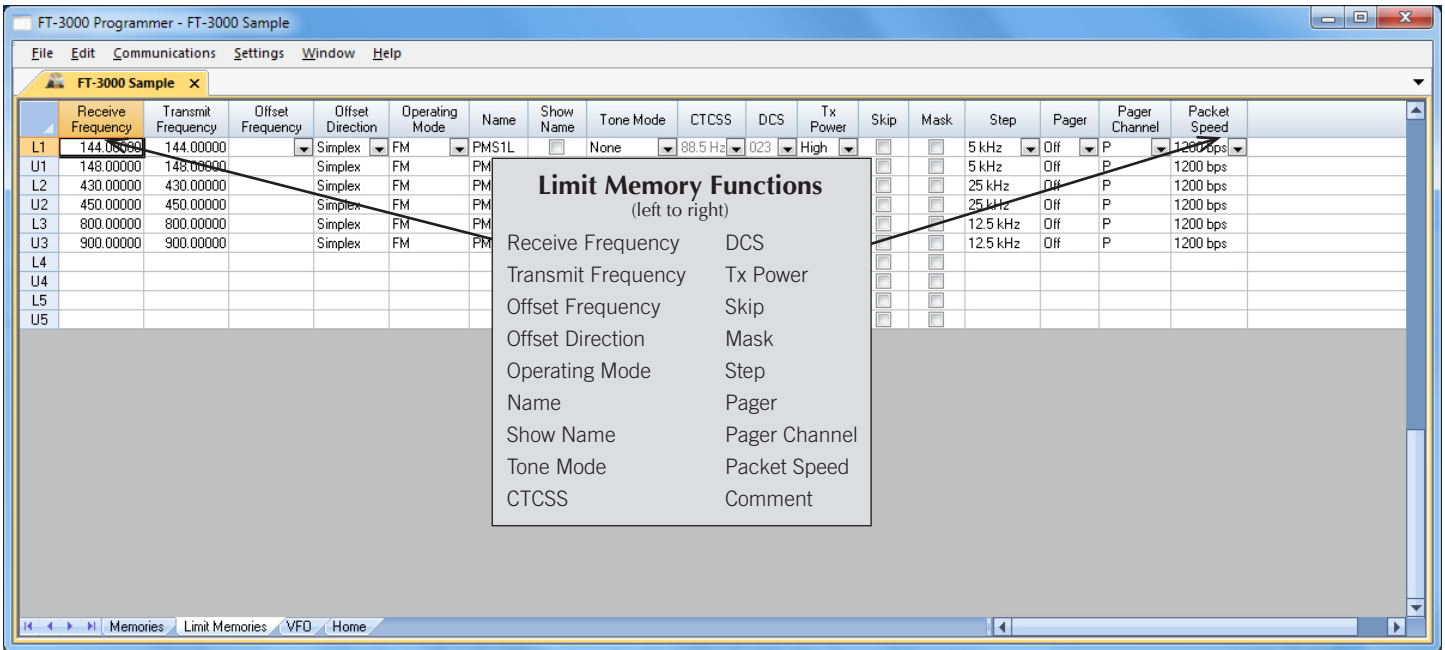 FT-3000 Programmer - FT-3000 Sample
File Edit Communications Settings Window Help
FT-3000 Sample X
Receive Frequency Transmit Frequency Offset Frequency Offset Direction Operating Mode Name Show Name Tone Mode CTCSS DCS Tx Power Skip Mask Step Pager Pager Channel Packet Speed
L1 144.00000 144.00000 Simplex FM PMS1L None 88.5 Hz 023 High 5 kHz Off P 1200 bps
U1 148.00000 148.00000 Simplex FM PM 5 kHz Off P 1200 bps
L2 430.00000 430.00000 Simplex FM PM 25 kHz Off P 1200 bps
U2 450.00000 450.00000 Simplex FM PM 25 kHz Off P 1200 bps
L3 800.00000 800.00000 Simplex FM PM 12.5 kHz Off P 1200 bps
U3 900.00000 900.00000 Simplex FM PM 12.5 kHz Off P 1200 bps
L4
U4
L5
U5
Limit Memory Functions
(left to right)
Receive Frequency DCS
Transmit Frequency Tx Power
Offset Frequency Skip
Offset Direction Mask
Operating Mode Step
Name Pager
Show Name Pager Channel
Tone Mode Packet Speed
CTCSS Comment
Memories Limit Memories VFO Home